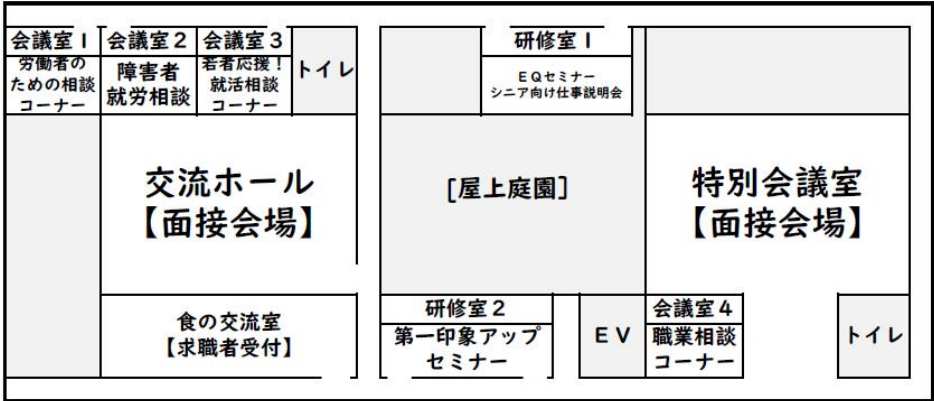 会議室1
労働者の
ための相談
コーナー
会議室2
障害者
就労相談
会議室3
若者応援!
就活相談
コーナー
トイレ
研修室1
EQセミナー
シニア向け仕事説明会
交流ホール
【面接会場】
[屋上庭園]
特別会議室
【面接会場】
食の交流室
【求職者受付】
研修室2
第一印象アップ
セミナー
EV
会議室4
職業相談
コーナー
トイレ